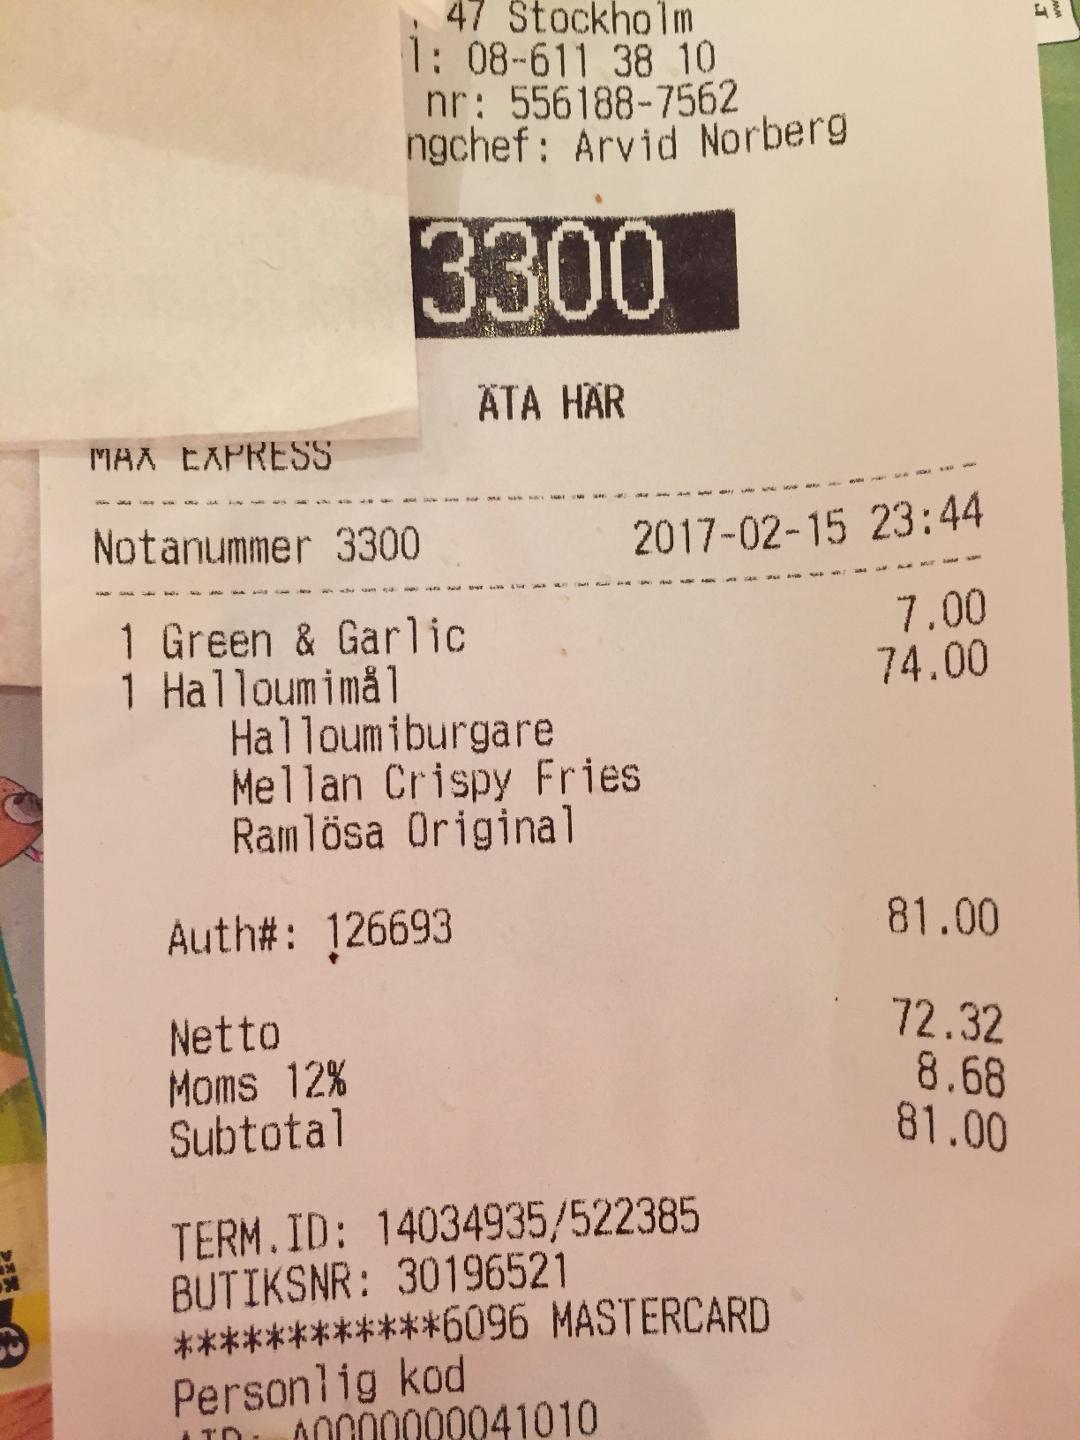 47 Stockholm
l: 08-611 38 10
nr: 556188-7562
ngchef: Arvid Norberg
3300
ÄTA HÄR
MAX EXPRESS
Notanummer 3300 2017-02-15 23:44
1 Green & Garlic 7.00
1 Halloumimål 74.00
Halloumiburgare
Mellan Crispy Fries
Ramlösa Original
Auth#: 126693 81.00
Netto 72.32
Moms 12% 8.68
Subtotal 81.00
TERM.ID: 14034935/522385
BUTIKSNR: 30196521
************6096 MASTERCARD
Personlig kod
AID: A0000000041010